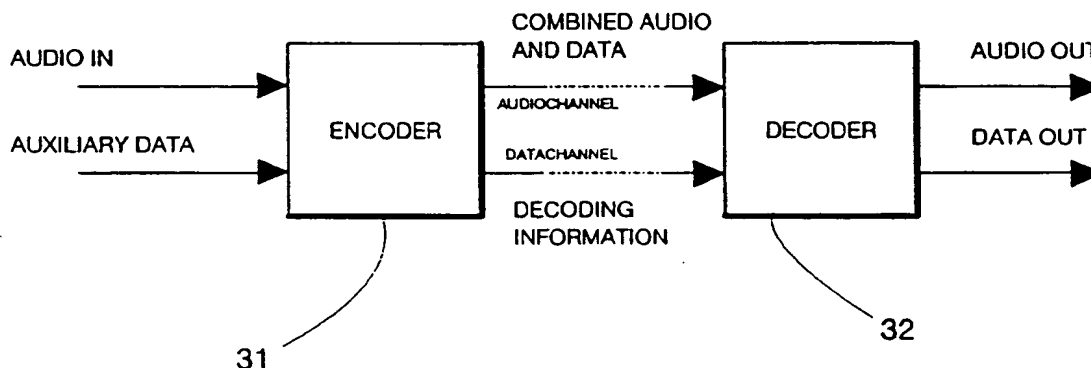 COMBINED AUDIO
AND DATA
AUDIO IN
AUDIO OUT
AUDIOCHANNEL
ENCODER
DECODER
AUXILIARY DATA
DATACHANNEL
DATA OUT
DECODING
INFORMATION
31
32